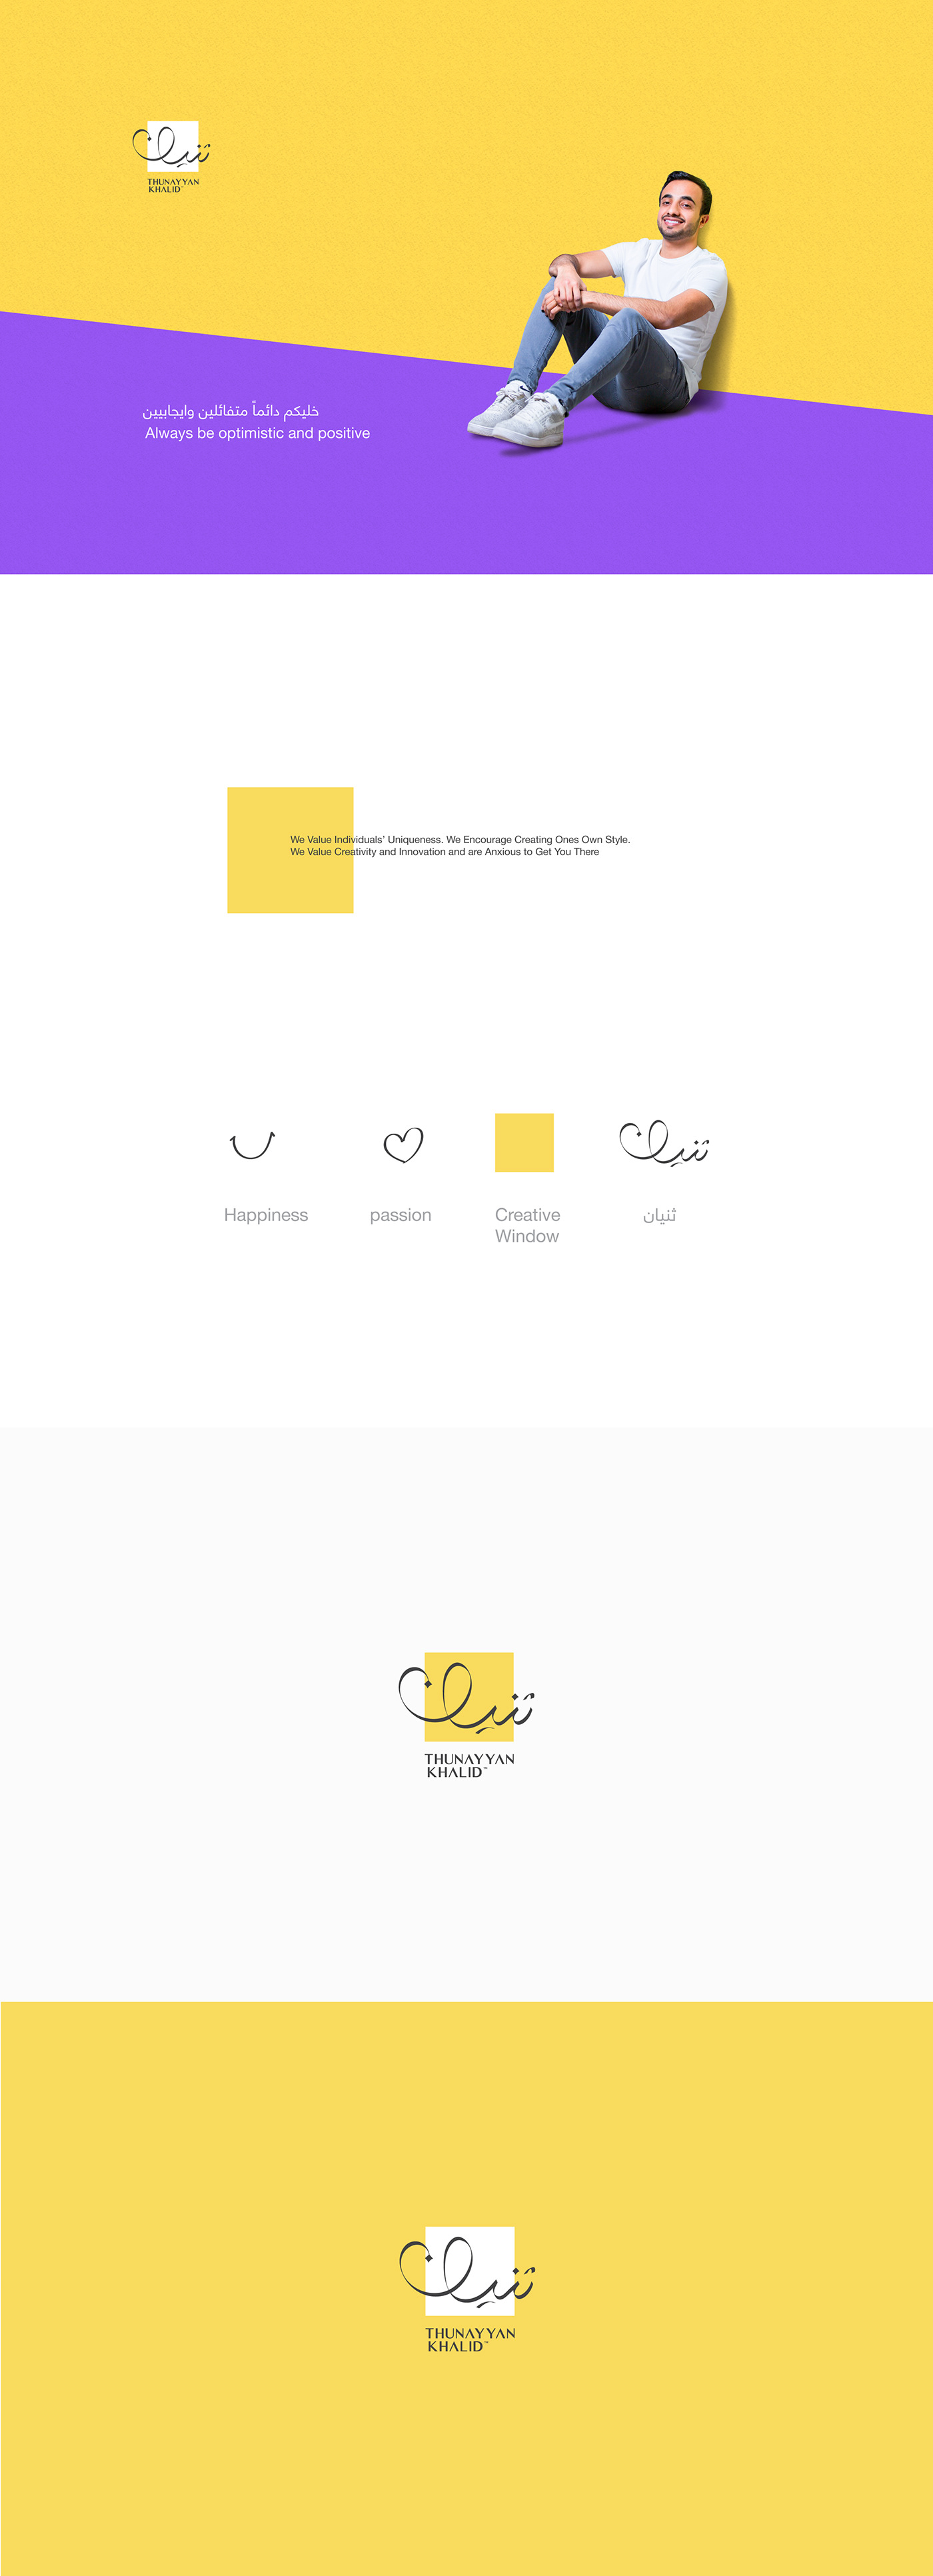 ثنيان
THUNAYYAN
KHALID™
خليكم دائماً متفائلين وايجابيين
Always be optimistic and positive
We Value Individuals' Uniqueness. We Encourage Creating Ones Own Style.
We Value Creativity and Innovation and are Anxious to Get You There
ثنيان
Happiness
passion
Creative
Window
ثنيان
ثنيان
THUNAYYAN
KHALID™
ثنيان
THUNAYYAN
KHALID™